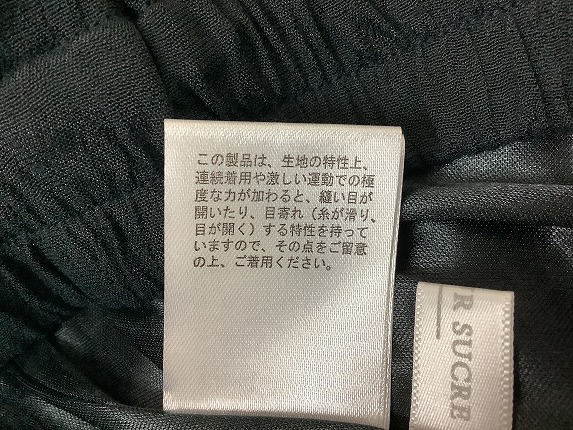 この製品は、生地の特性上、
連続着用や激しい運動での極
度な力が加わると、縫い目が
開いたり、目寄れ（糸が滑り、
目が開く）する特性を持って
いますので、その点をご留意
の上、ご着用ください。
R SUCRE